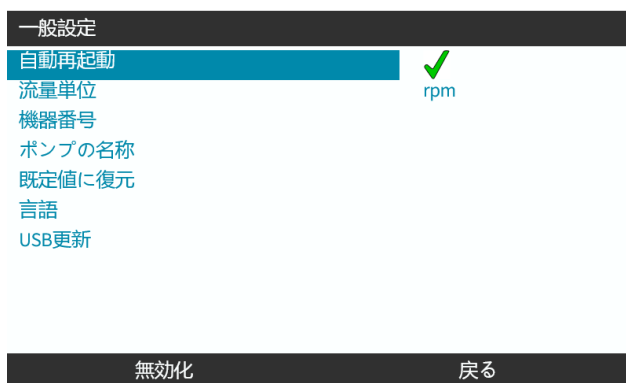 一般設定
自動再起動
流量単位 rpm
機器番号
ポンプの名称
既定値に復元
言語
USB更新
無効化 戻る